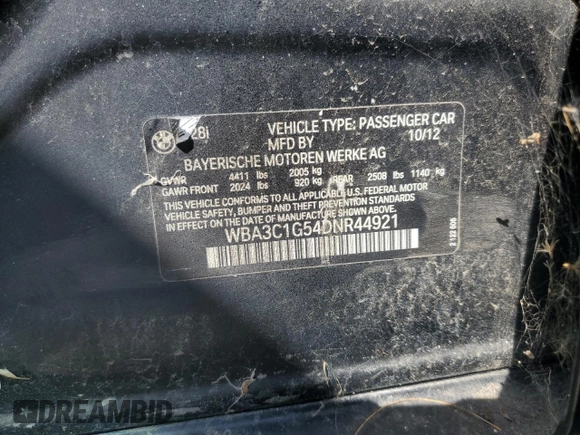 28i
VEHICLE TYPE: PASSENGER CAR
MFD BY 10/12
BAYERISCHE MOTOREN WERKE AG
GVWR 4411 lbs 2005 kg
GAWR FRONT 2024 lbs 920 kg REAR 2508 lbs 1140 kg
THIS VEHICLE CONFORMS TO ALL APPLICABLE U.S. FEDERAL MOTOR
VEHICLE SAFETY, BUMPER AND THEFT PREVENTION STANDARDS
IN EFFECT ON THE DATE OF MANUFACTURE SHOWN ABOVE.
WBA3C1G54DNR44921
DREAMBID